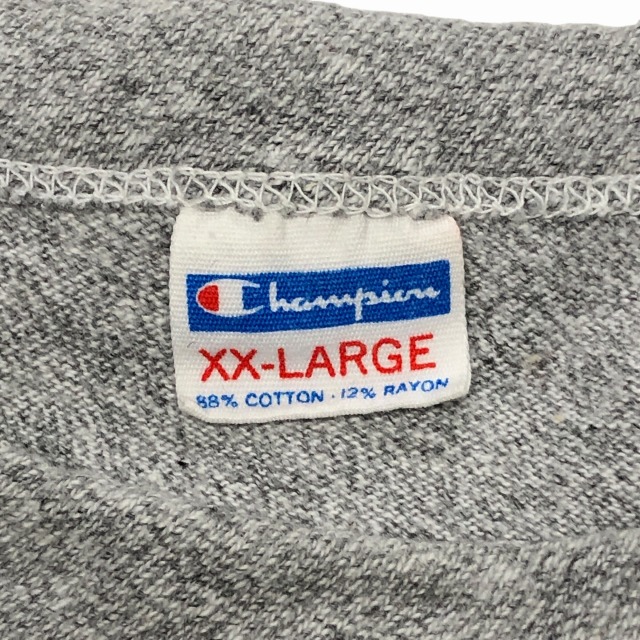 Champion
XX-LARGE
88% COTTON · 12% RAYON